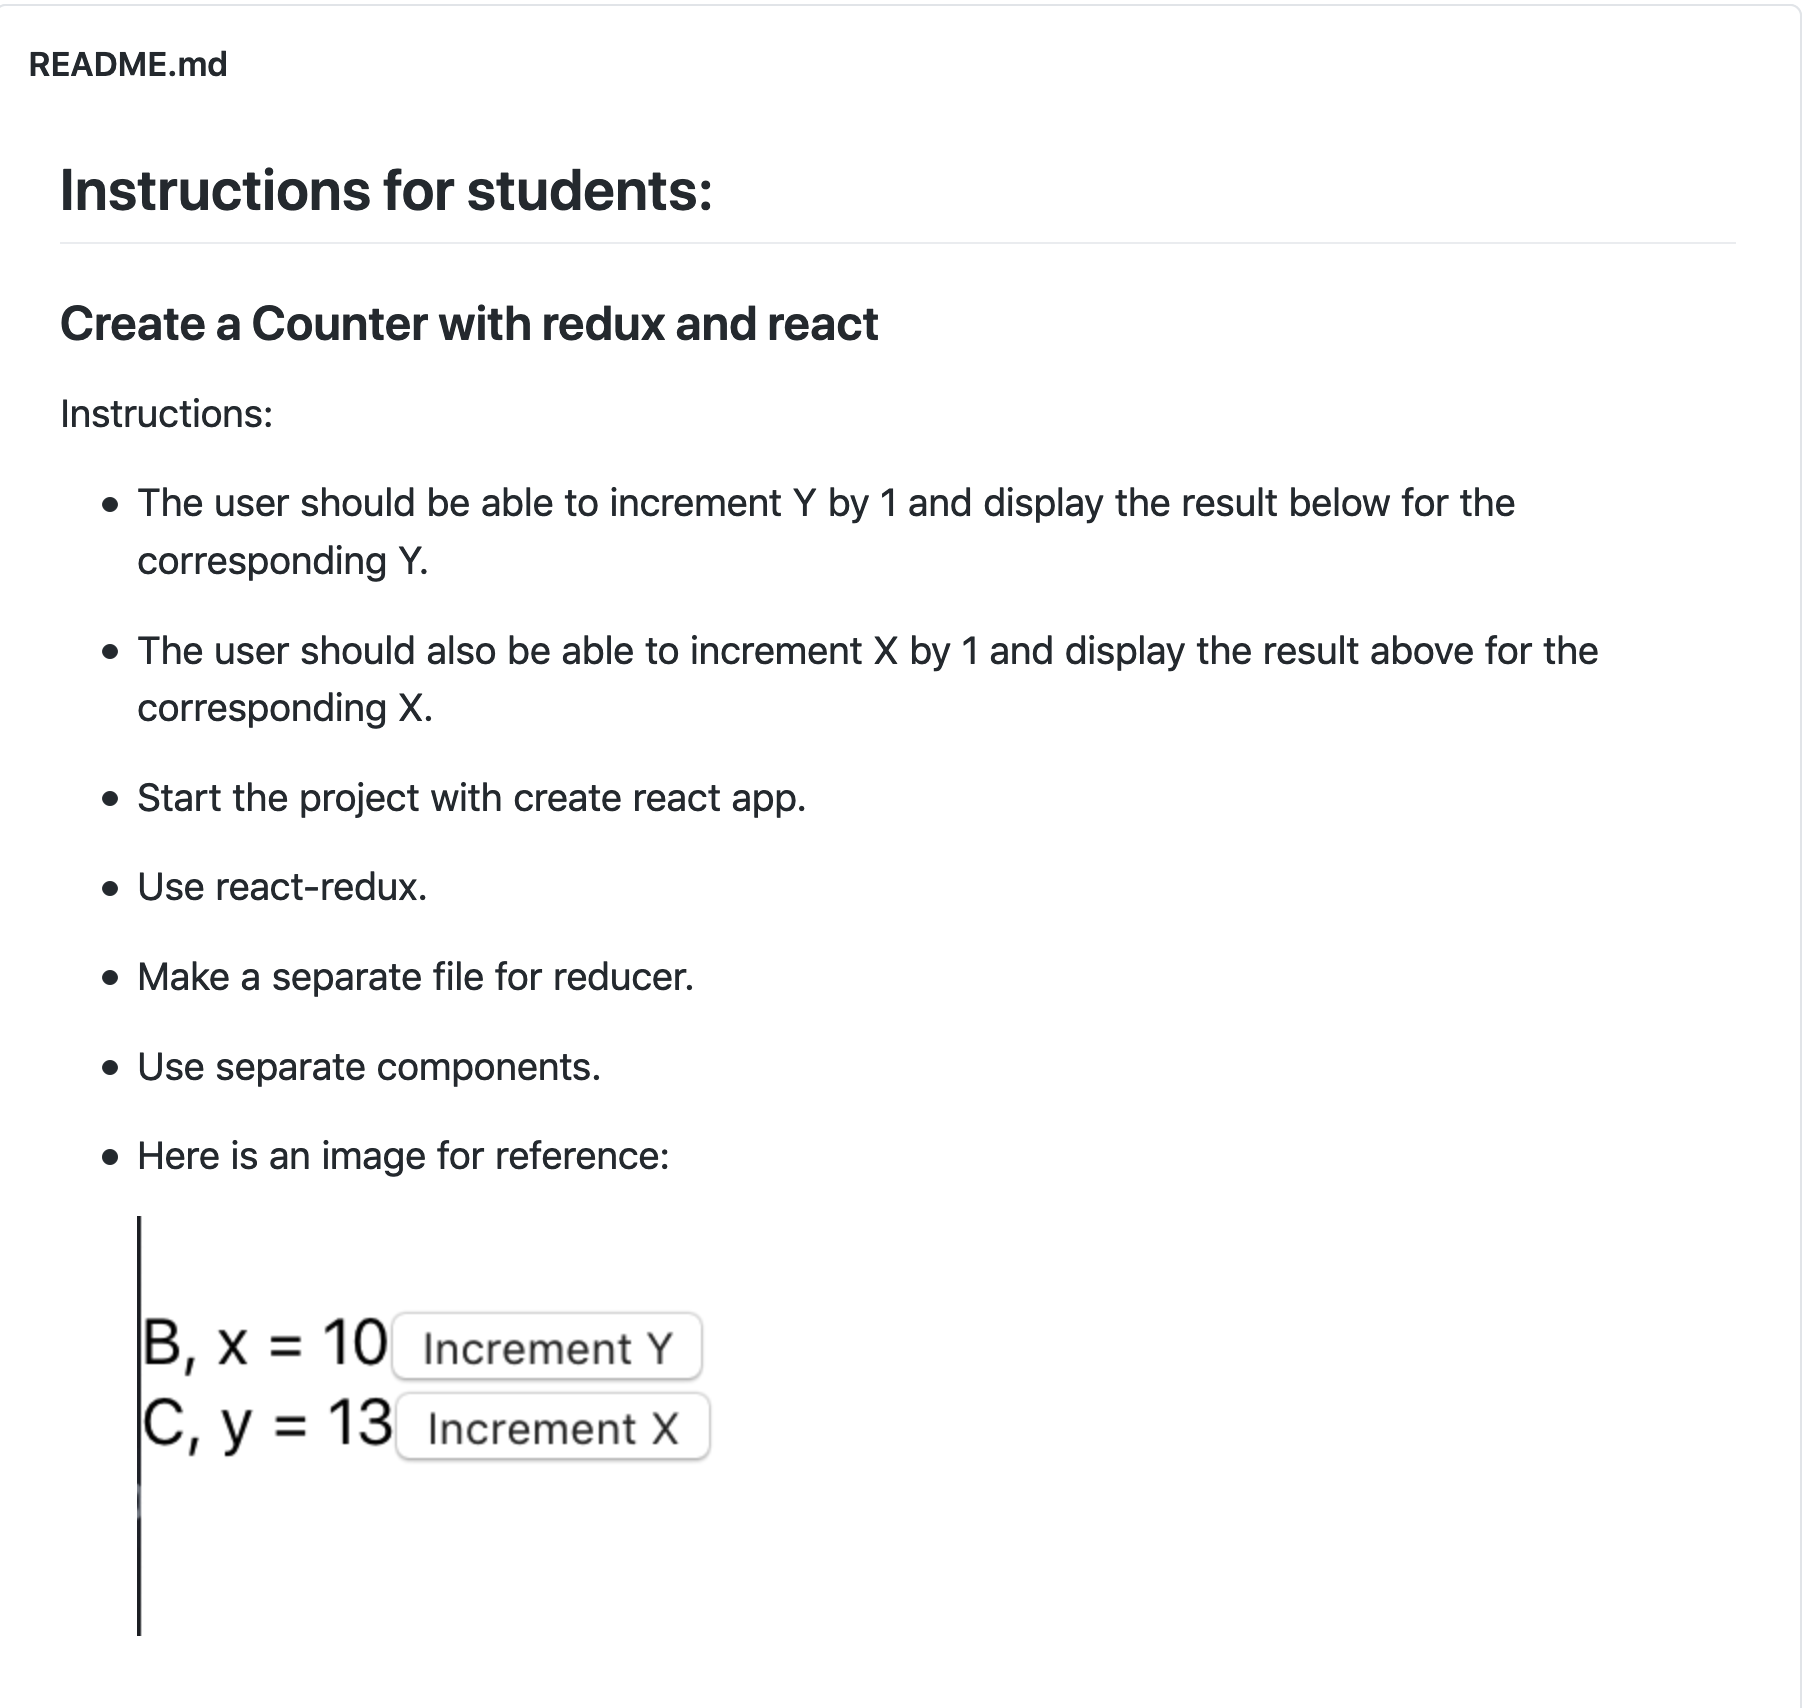 README.md
Instructions for students:
Create a Counter with redux and react
Instructions:
The user should be able to increment Y by 1 and display the result below for the
corresponding Y.
The user should also be able to increment X by 1 and display the result above for the
corresponding X.
Start the project with create react app.
Use react-redux.
Make a separate file for reducer.
Use separate components.
Here is an image for reference:
B, x = 10 Increment Y
C, y = 13 Increment X